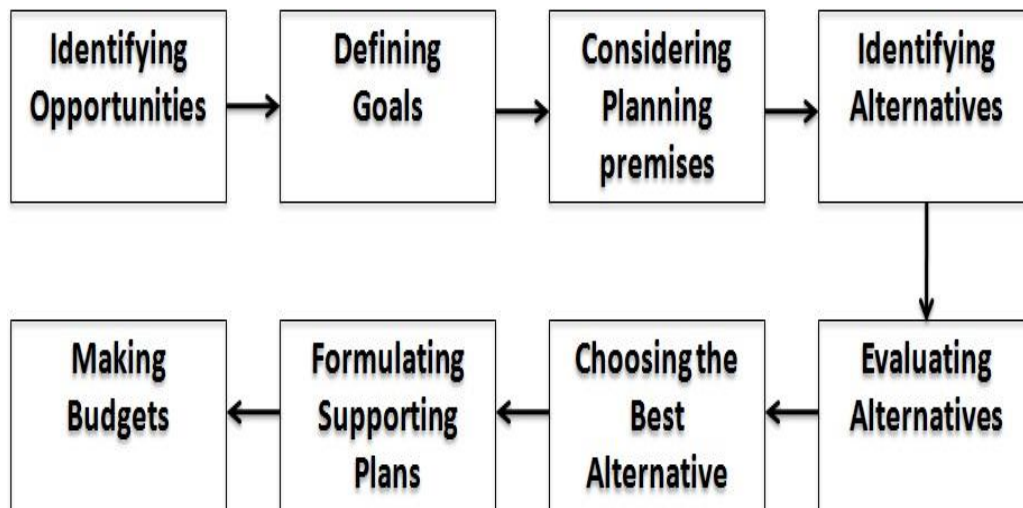 Identifying
Opportunities
Defining
Goals
Considering
Planning
premises
Identifying
Alternatives
Evaluating
Alternatives
Choosing the
Best
Alternative
Formulating
Supporting
Plans
Making
Budgets